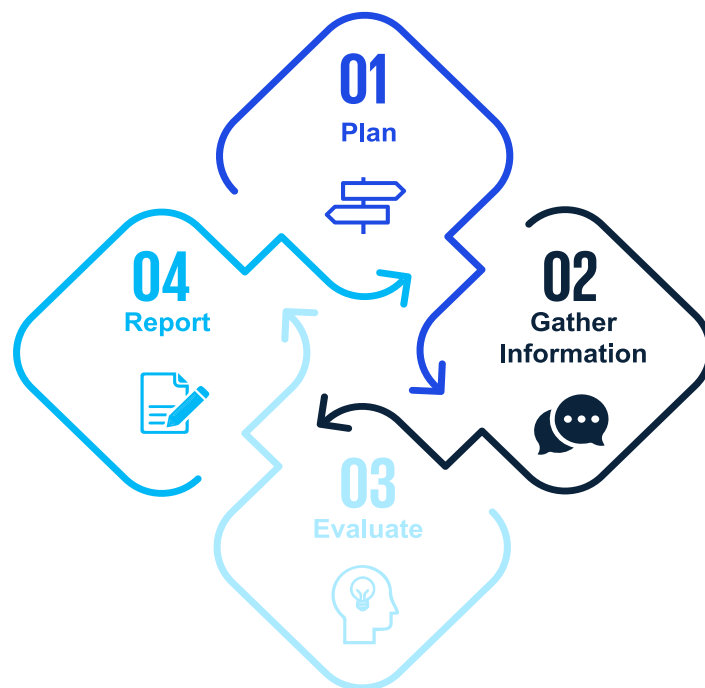 01
Plan
02
Gather
Information
03
Evaluate
04
Report